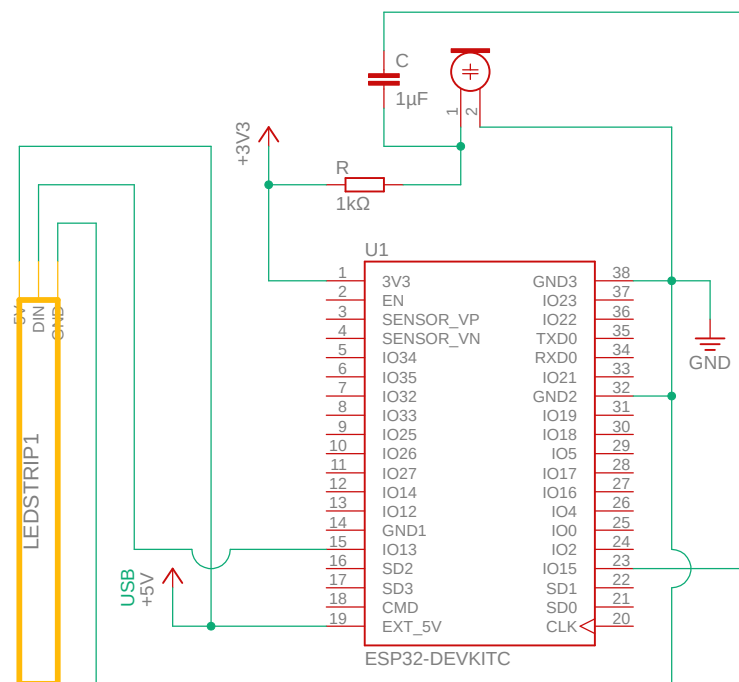 C
1µF
1
2
+3V3
R
1kΩ
U1
1 3V3 GND3 38
2 EN IO23 37
3 SENSOR_VP IO22 36
4 SENSOR_VN TXD0 35
5 IO34 RXD0 34
6 IO35 IO21 33
7 IO32 GND2 32
8 IO33 IO19 31
9 IO25 IO18 30
10 IO26 IO5 29
11 IO27 IO17 28
12 IO14 IO16 27
13 IO12 IO4 26
14 GND1 IO0 25
15 IO13 IO2 24
16 SD2 IO15 23
17 SD3 SD1 22
18 CMD SD0 21
19 EXT_5V CLK 20
ESP32-DEVKITC
GND
5V
DIN
GND
LEDSTRIP1
USB
+5V